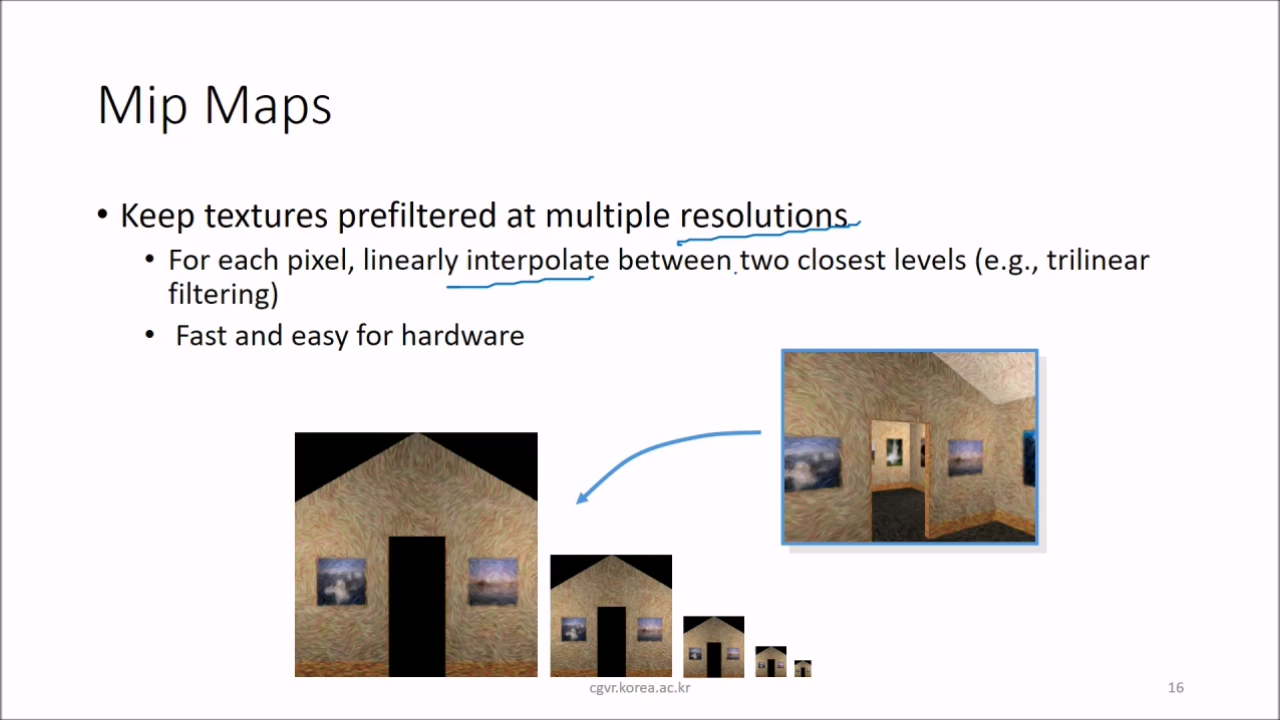 Mip Maps
• Keep textures prefiltered at multiple resolutions
• For each pixel, linearly interpolate between two closest levels (e.g., trilinear
filtering)
• Fast and easy for hardware
cgvr.korea.ac.kr
16